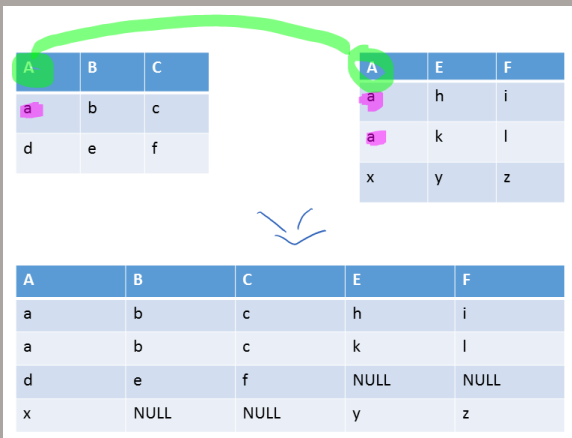 A B C
a b c
d e f
A E F
a h i
a k l
x y z
A B C E F
a b c h i
a b c k l
d e f NULL NULL
x NULL NULL y z